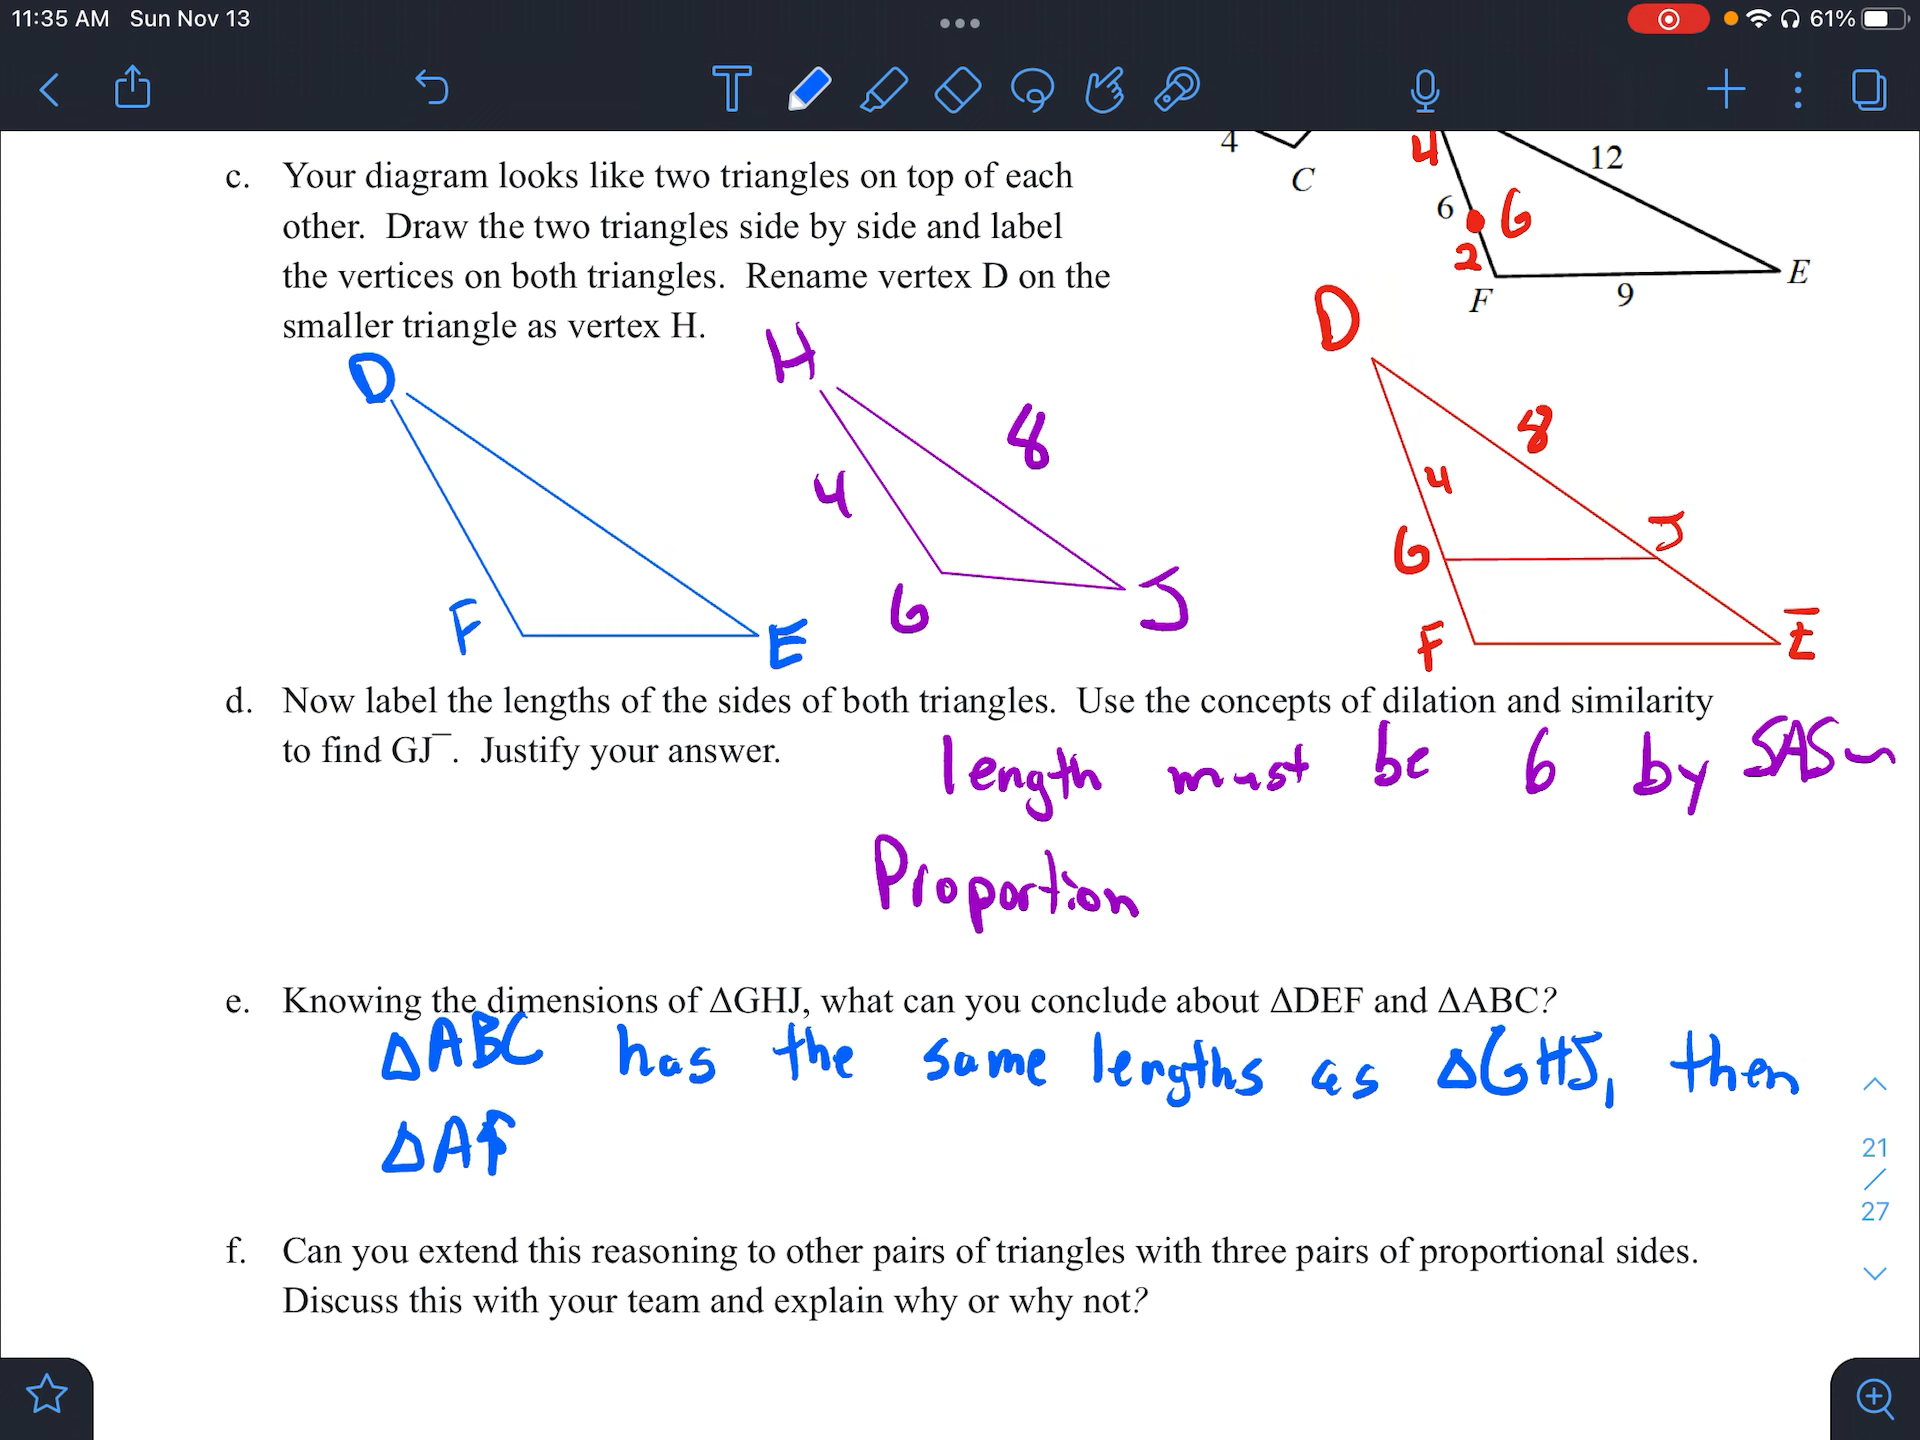 11:35 AM Sun Nov 13
61%
4
C
4
12
6
G
2
F
9
E
c. Your diagram looks like two triangles on top of each
other. Draw the two triangles side by side and label
the vertices on both triangles. Rename vertex D on the
smaller triangle as vertex H.
D
F
E
H
8
4
G
J
D
8
4
G
J
F
E
d. Now label the lengths of the sides of both triangles. Use the concepts of dilation and similarity
to find GJ¯. Justify your answer.
length must be 6 by SAS~
Proportion
e. Knowing the dimensions of ΔGHJ, what can you conclude about ΔDEF and ΔABC?
ΔABC has the same lengths as ΔGHJ, then
f. Can you extend this reasoning to other pairs of triangles with three pairs of proportional sides.
Discuss this with your team and explain why or why not?
21
/
27